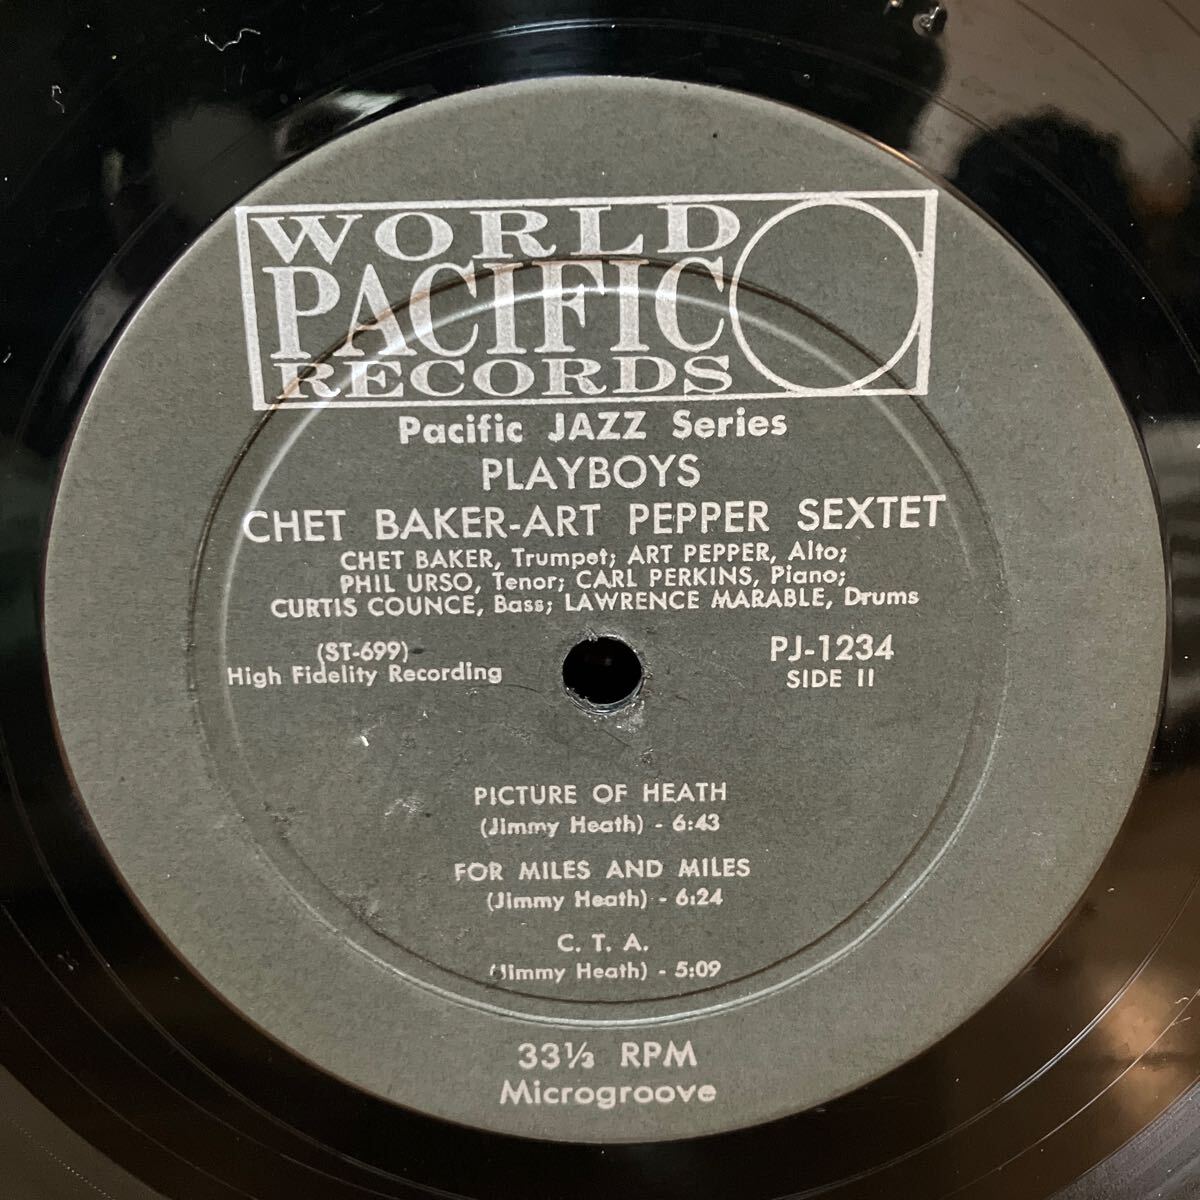 WORLD
PACIFIC
RECORDS
Pacific JAZZ Series
PLAYBOYS
CHET BAKER-ART PEPPER SEXTET
CHET BAKER, Trumpet; ART PEPPER, Alto;
PHIL URSO, Tenor; CARL PERKINS, Piano;
CURTIS COUNCE, Bass; LAWRENCE MARABLE, Drums
(ST-699)
High Fidelity Recording
PJ-1234
SIDE II
PICTURE OF HEATH
(Jimmy Heath) - 6:43
FOR MILES AND MILES
(Jimmy Heath) - 6:24
C. T. A.
(Jimmy Heath) - 5:09
33⅓ RPM
Microgroove